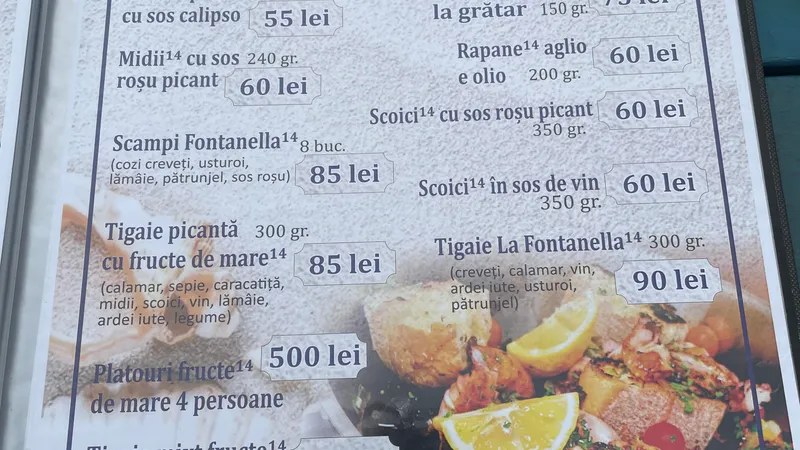 cu sos calipso 55 lei
Midii14 cu sos 240 gr.
roșu picant 60 lei
Scampi Fontanella14 8 buc.
(cozi creveți, usturoi,
lămâie, pătrunjel, sos roșu) 85 lei
Tigaie picantă 300 gr.
cu fructe de mare14 85 lei
(calamar, sepie, caracatiță,
midii, scoici, vin, lămâie,
ardei iute, legume)
Platouri fructe14 500 lei
de mare 4 persoane
la grătar 150 gr. 75 lei
Rapane14 aglio 60 lei
e olio 200 gr.
Scoici14 cu sos roșu picant 60 lei
350 gr.
Scoici14 în sos de vin 60 lei
350 gr.
Tigaie La Fontanella14 300 gr.
(creveți, calamar, vin,
ardei iute, usturoi,
pătrunjel) 90 lei